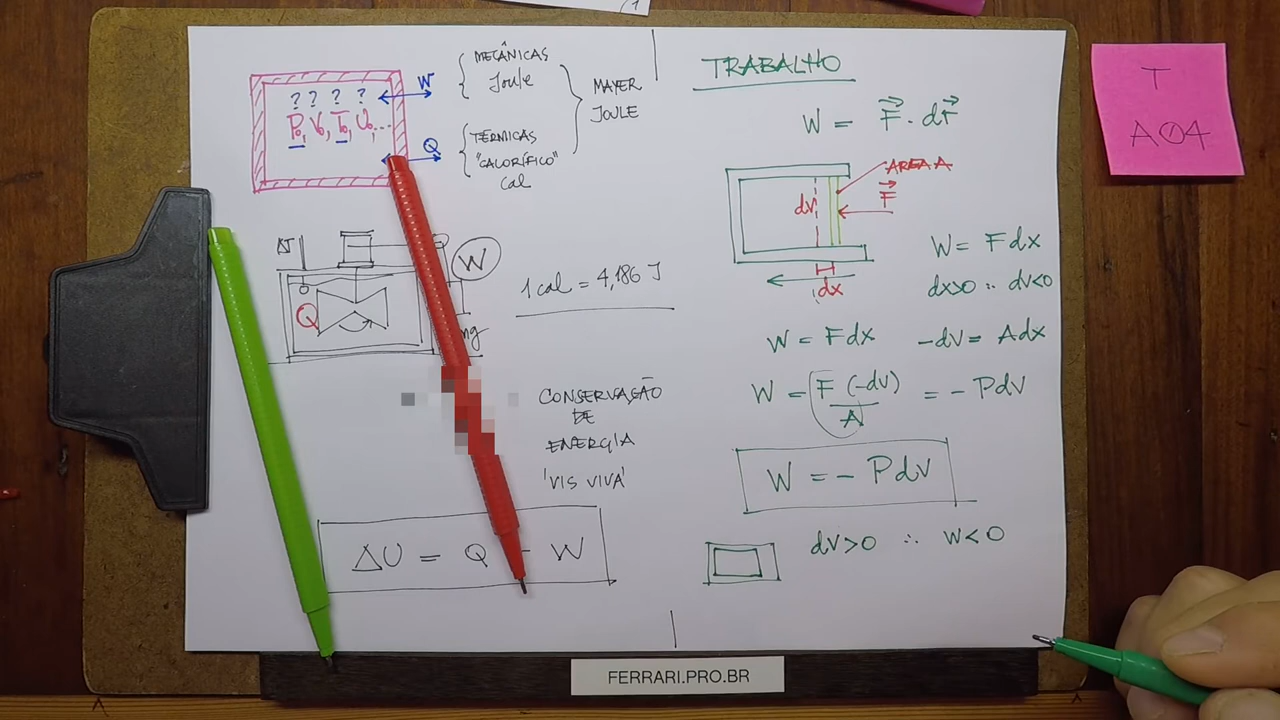 ? ? ? ?
P₀, V₀, T₀, U₀, ...
W
Q
MECÂNICAS
Joule
TÉRMICAS
"CALORÍFICO"
cal
MAYER
JOULE
ΔT
Q
W
mg
1 cal = 4,186 J
CONSERVAÇÃO
DE
ENERGIA
'VIS VIVA'
ΔU = Q - W
TRABALHO
W = F⃗ · dr⃗
ÁREA A
F⃗
dV
dx
W = F dx
dx>0 ∴ dV<0
W = F dx -dV = A dx
W = F (-dV) / A = - P dV
W = - P dV
dV>0 ∴ W<0
T
A04
FERRARI.PRO.BR